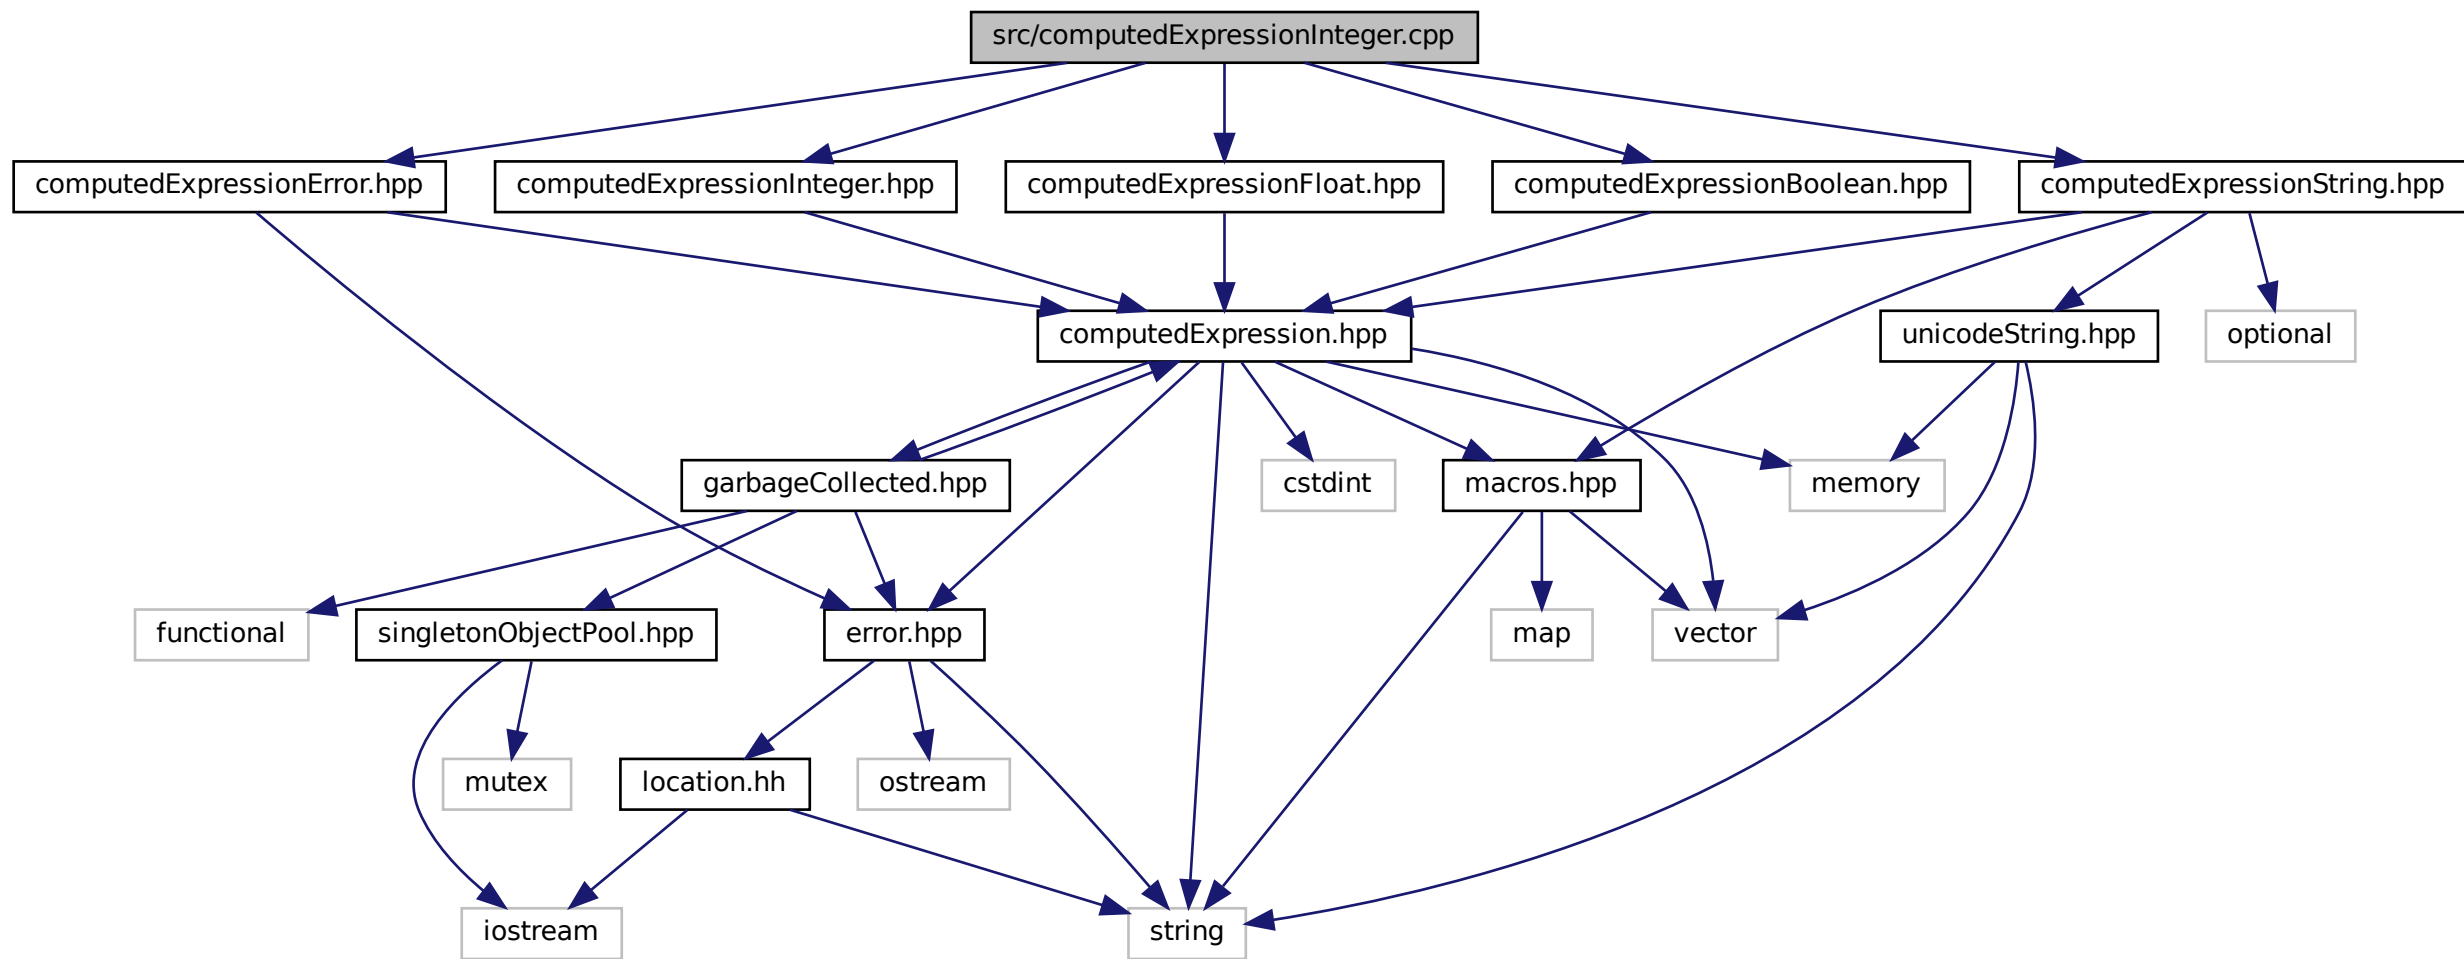 src/computedExpressionInteger.cpp
computedExpressionError.hpp
computedExpressionInteger.hpp
computedExpressionFloat.hpp
computedExpressionBoolean.hpp
computedExpressionString.hpp
computedExpression.hpp
unicodeString.hpp
optional
garbageCollected.hpp
cstdint
macros.hpp
memory
functional
singletonObjectPool.hpp
error.hpp
map
vector
mutex
location.hh
ostream
iostream
string